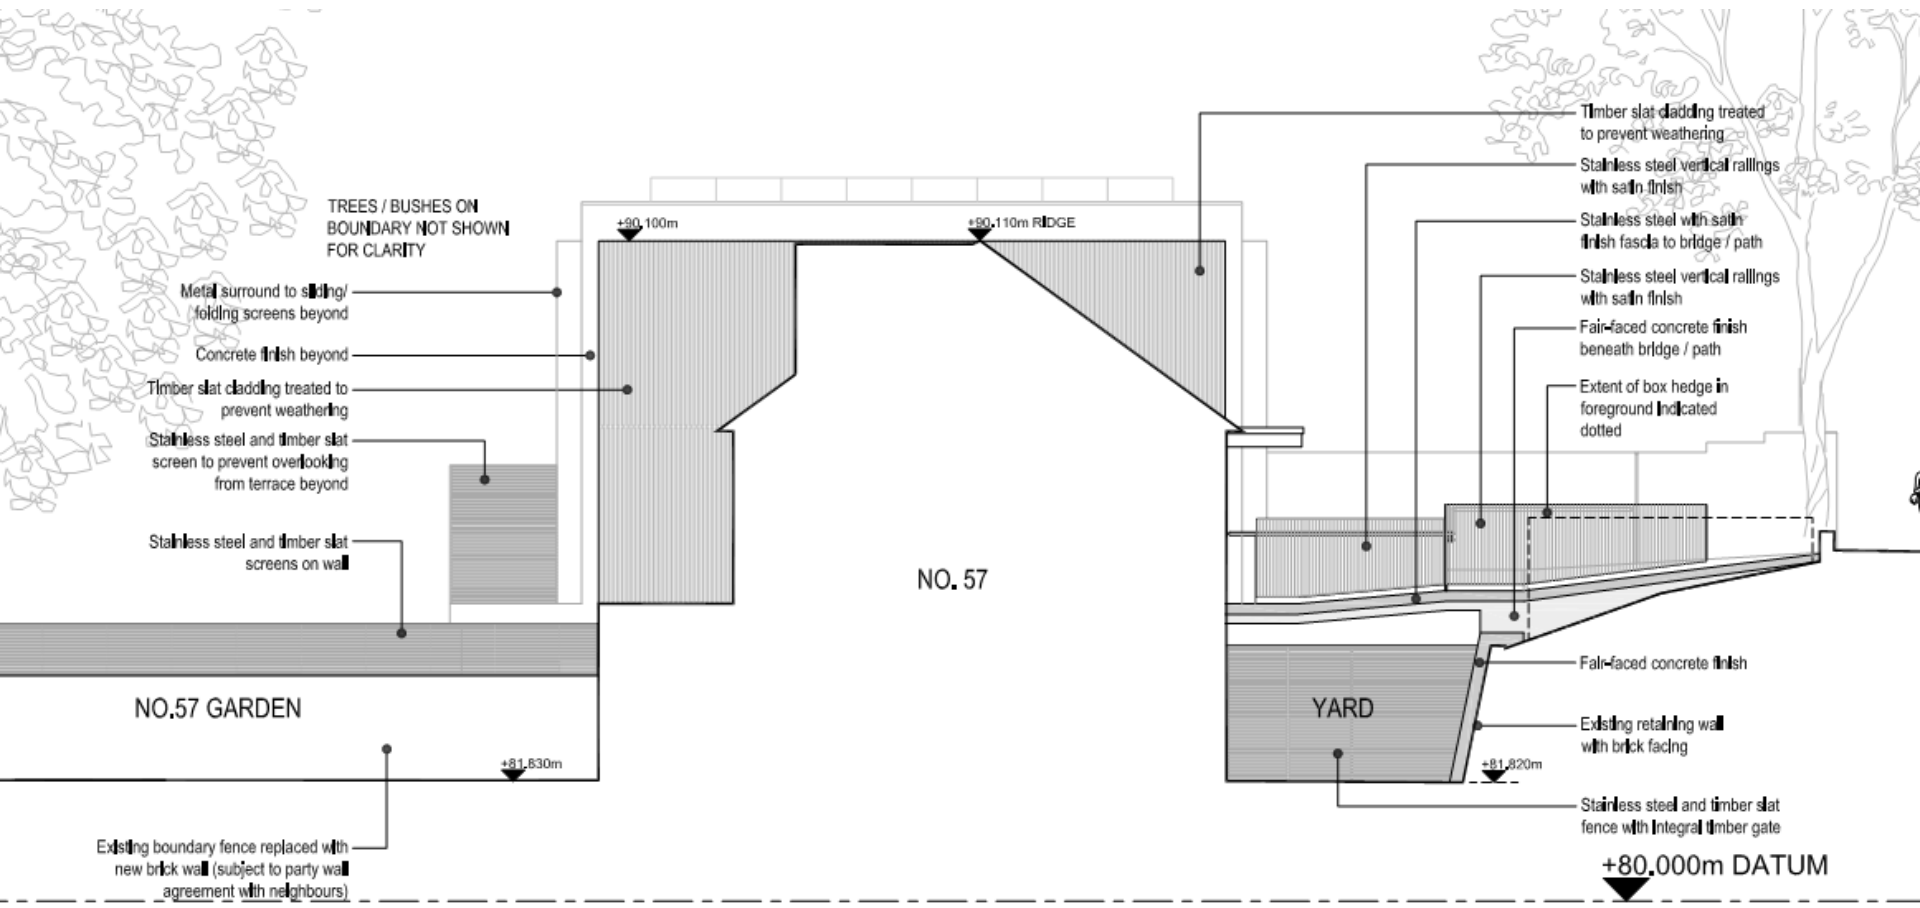 TREES / BUSHES ON
BOUNDARY NOT SHOWN
FOR CLARITY
Metal surround to sliding/
folding screens beyond
Concrete finish beyond
Timber slat cladding treated to
prevent weathering
Stainless steel and timber slat
screen to prevent overlooking
from terrace beyond
Stainless steel and timber slat
screens on wall
NO.57 GARDEN
+81.830m
Existing boundary fence replaced with
new brick wall (subject to party wall
agreement with neighbours)
+90.100m
+90.110m RIDGE
NO. 57
Timber slat cladding treated
to prevent weathering
Stainless steel vertical railings
with satin finish
Stainless steel with satin
finish fascia to bridge / path
Stainless steel vertical railings
with satin finish
Fair-faced concrete finish
beneath bridge / path
Extent of box hedge in
foreground indicated
dotted
Fair-faced concrete finish
YARD
Existing retaining wall
with brick facing
+81.820m
Stainless steel and timber slat
fence with integral timber gate
+80.000m DATUM